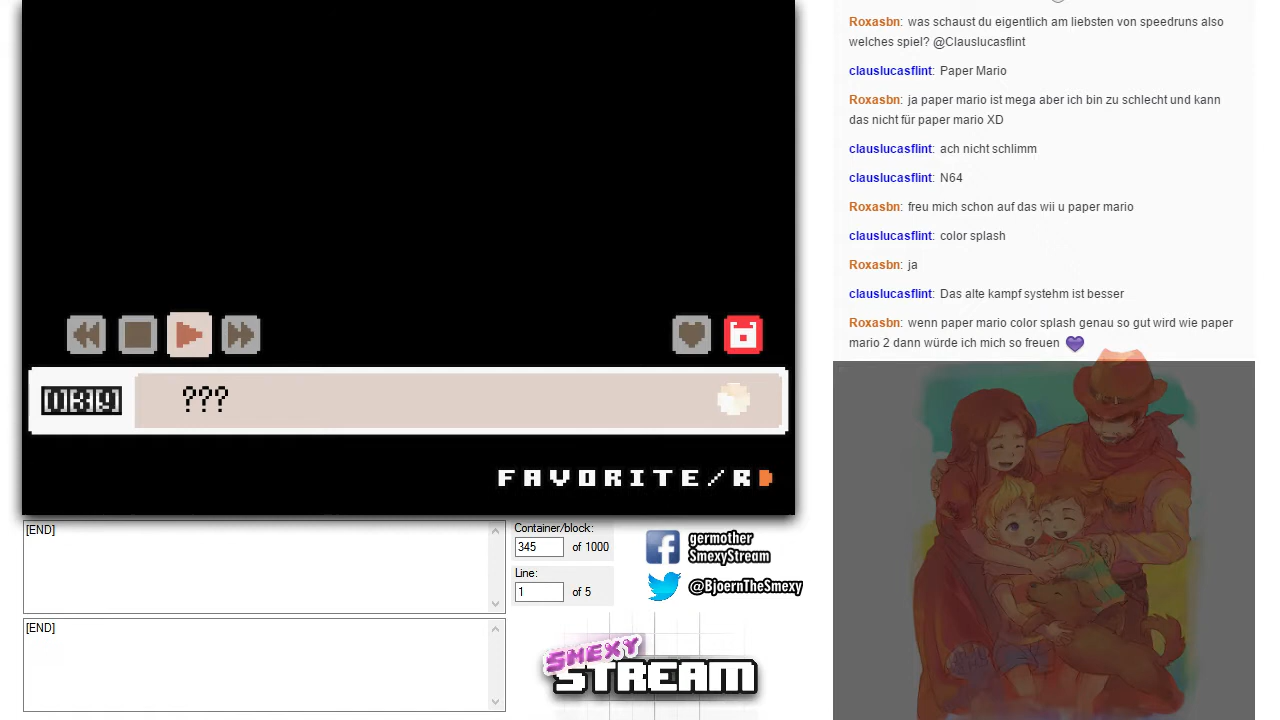 ???
FAVORITE/R
[END]
[END]
Container/block:
345 of 1000
Line:
1 of 5
germother
SmexyStream
@BjoernTheSmexy
SMEXY
STREAM
Roxasbn: was schaust du eigentlich am liebsten von speedruns also
welches spiel? @Clauslucasflint
clauslucasflint: Paper Mario
Roxasbn: ja paper mario ist mega aber ich bin zu schlecht und kann
das nicht für paper mario XD
clauslucasflint: ach nicht schlimm
clauslucasflint: N64
Roxasbn: freu mich schon auf das wii u paper mario
clauslucasflint: color splash
Roxasbn: ja
clauslucasflint: Das alte kampf systehm ist besser
Roxasbn: wenn paper mario color splash genau so gut wird wie paper
mario 2 dann würde ich mich so freuen